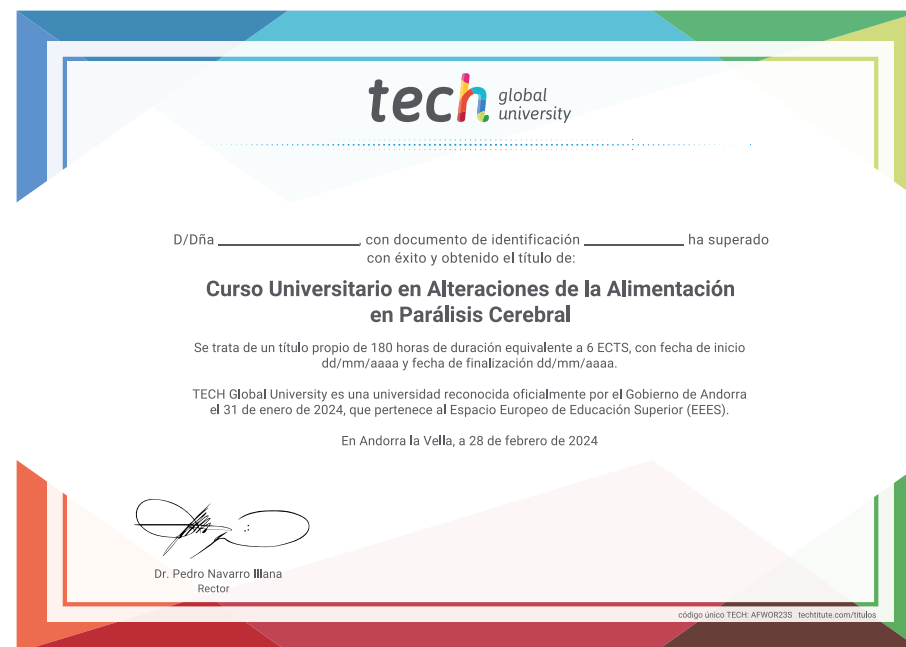 tech global university
D/Dña ____________________, con documento de identificación ______________ ha superado
con éxito y obtenido el título de:
Curso Universitario en Alteraciones de la Alimentación
en Parálisis Cerebral
Se trata de un título propio de 180 horas de duración equivalente a 6 ECTS, con fecha de inicio
dd/mm/aaaa y fecha de finalización dd/mm/aaaa.
TECH Global University es una universidad reconocida oficialmente por el Gobierno de Andorra
el 31 de enero de 2024, que pertenece al Espacio Europeo de Educación Superior (EEES).
En Andorra la Vella, a 28 de febrero de 2024
Dr. Pedro Navarro Illana
Rector
código único TECH: AFWOR23S techtitute.com/titulos